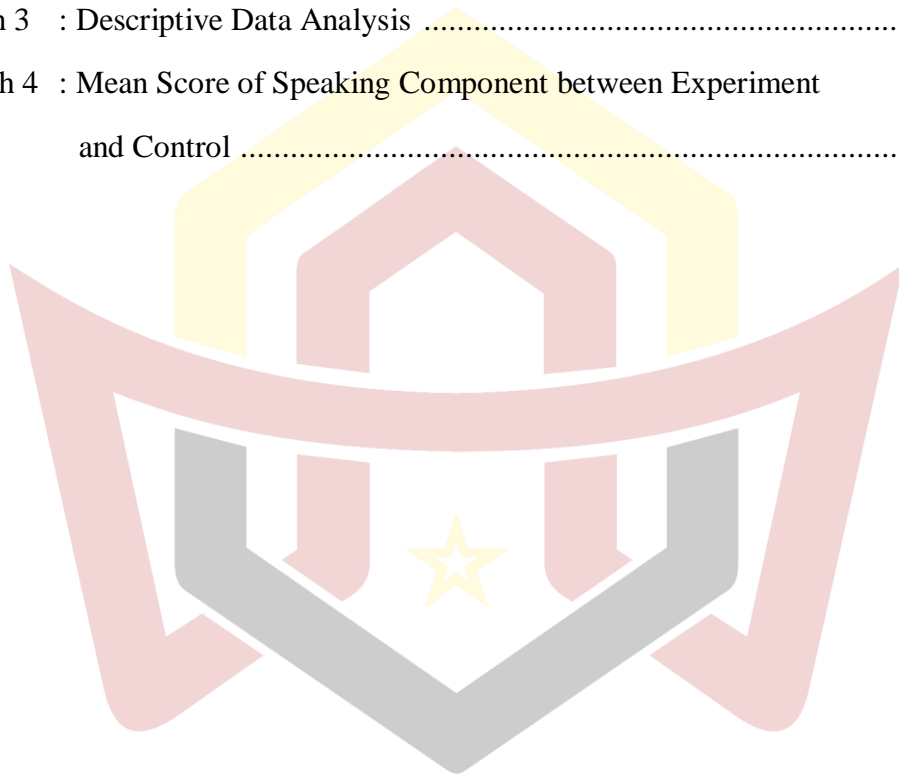 h 3 : Descriptive Data Analysis ..........................................................
h 4 : Mean Score of Speaking Component between Experiment
and Control ................................................................................